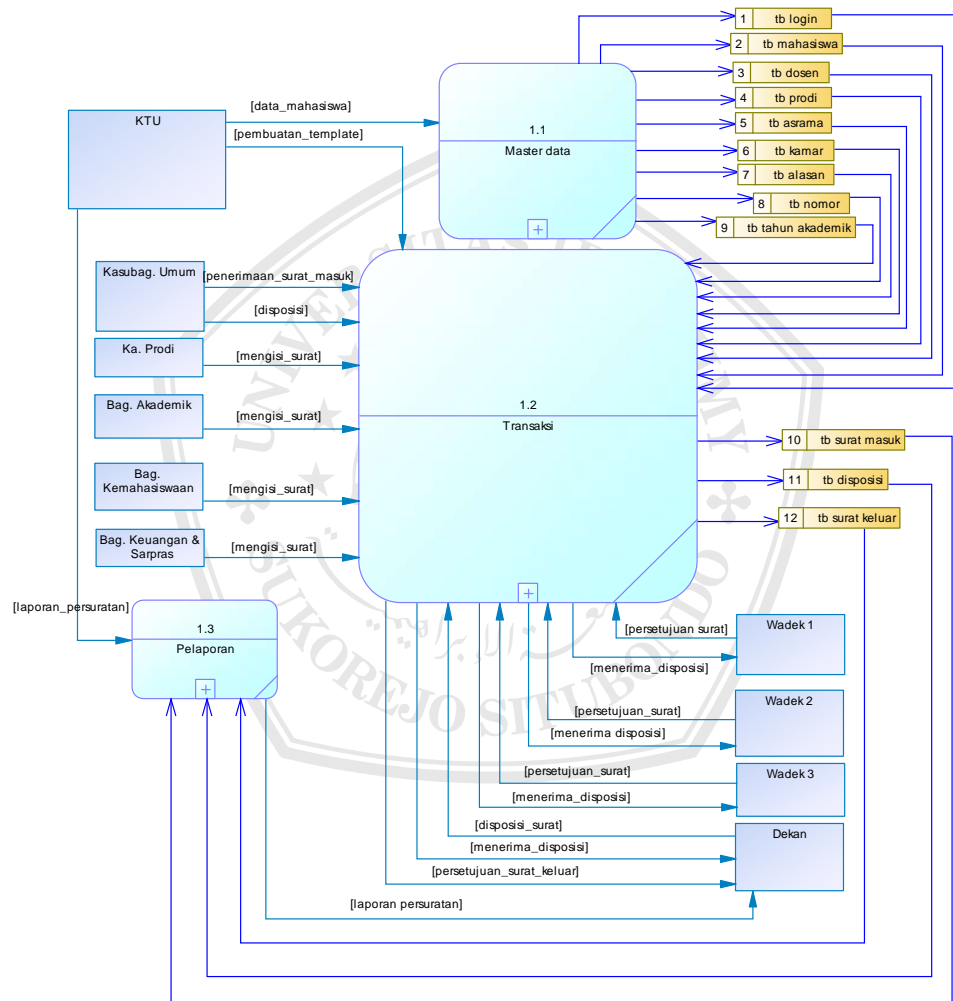 1 tb login
2 tb mahasiswa
3 tb dosen
4 tb prodi
5 tb asrama
6 tb kamar
7 tb alasan
8 tb nomor
9 tb tahun akademik
KTU
[data_mahasiswa]
[pembuatan_template]
1.1
Master data
Kasubag. Umum
[penerimaan_surat_masuk]
[disposisi]
Ka. Prodi
[mengisi_surat]
Bag. Akademik
[mengisi_surat]
Bag.
Kemahasiswaan
[mengisi_surat]
Bag. Keuangan &
Sarpras
[mengisi_surat]
1.2
Transaksi
10 tb surat masuk
11 tb disposisi
12 tb surat keluar
[laporan_persuratan]
1.3
Pelaporan
[persetujuan surat]
Wadek 1
[menerima_disposisi]
[persetujuan_surat]
Wadek 2
[menerima disposisi]
[persetujuan_surat]
Wadek 3
[menerima_disposisi]
[disposisi_surat]
Dekan
[menerima_disposisi]
[persetujuan_surat_keluar]
[laporan persuratan]
SUKOREJO SITUBONDO